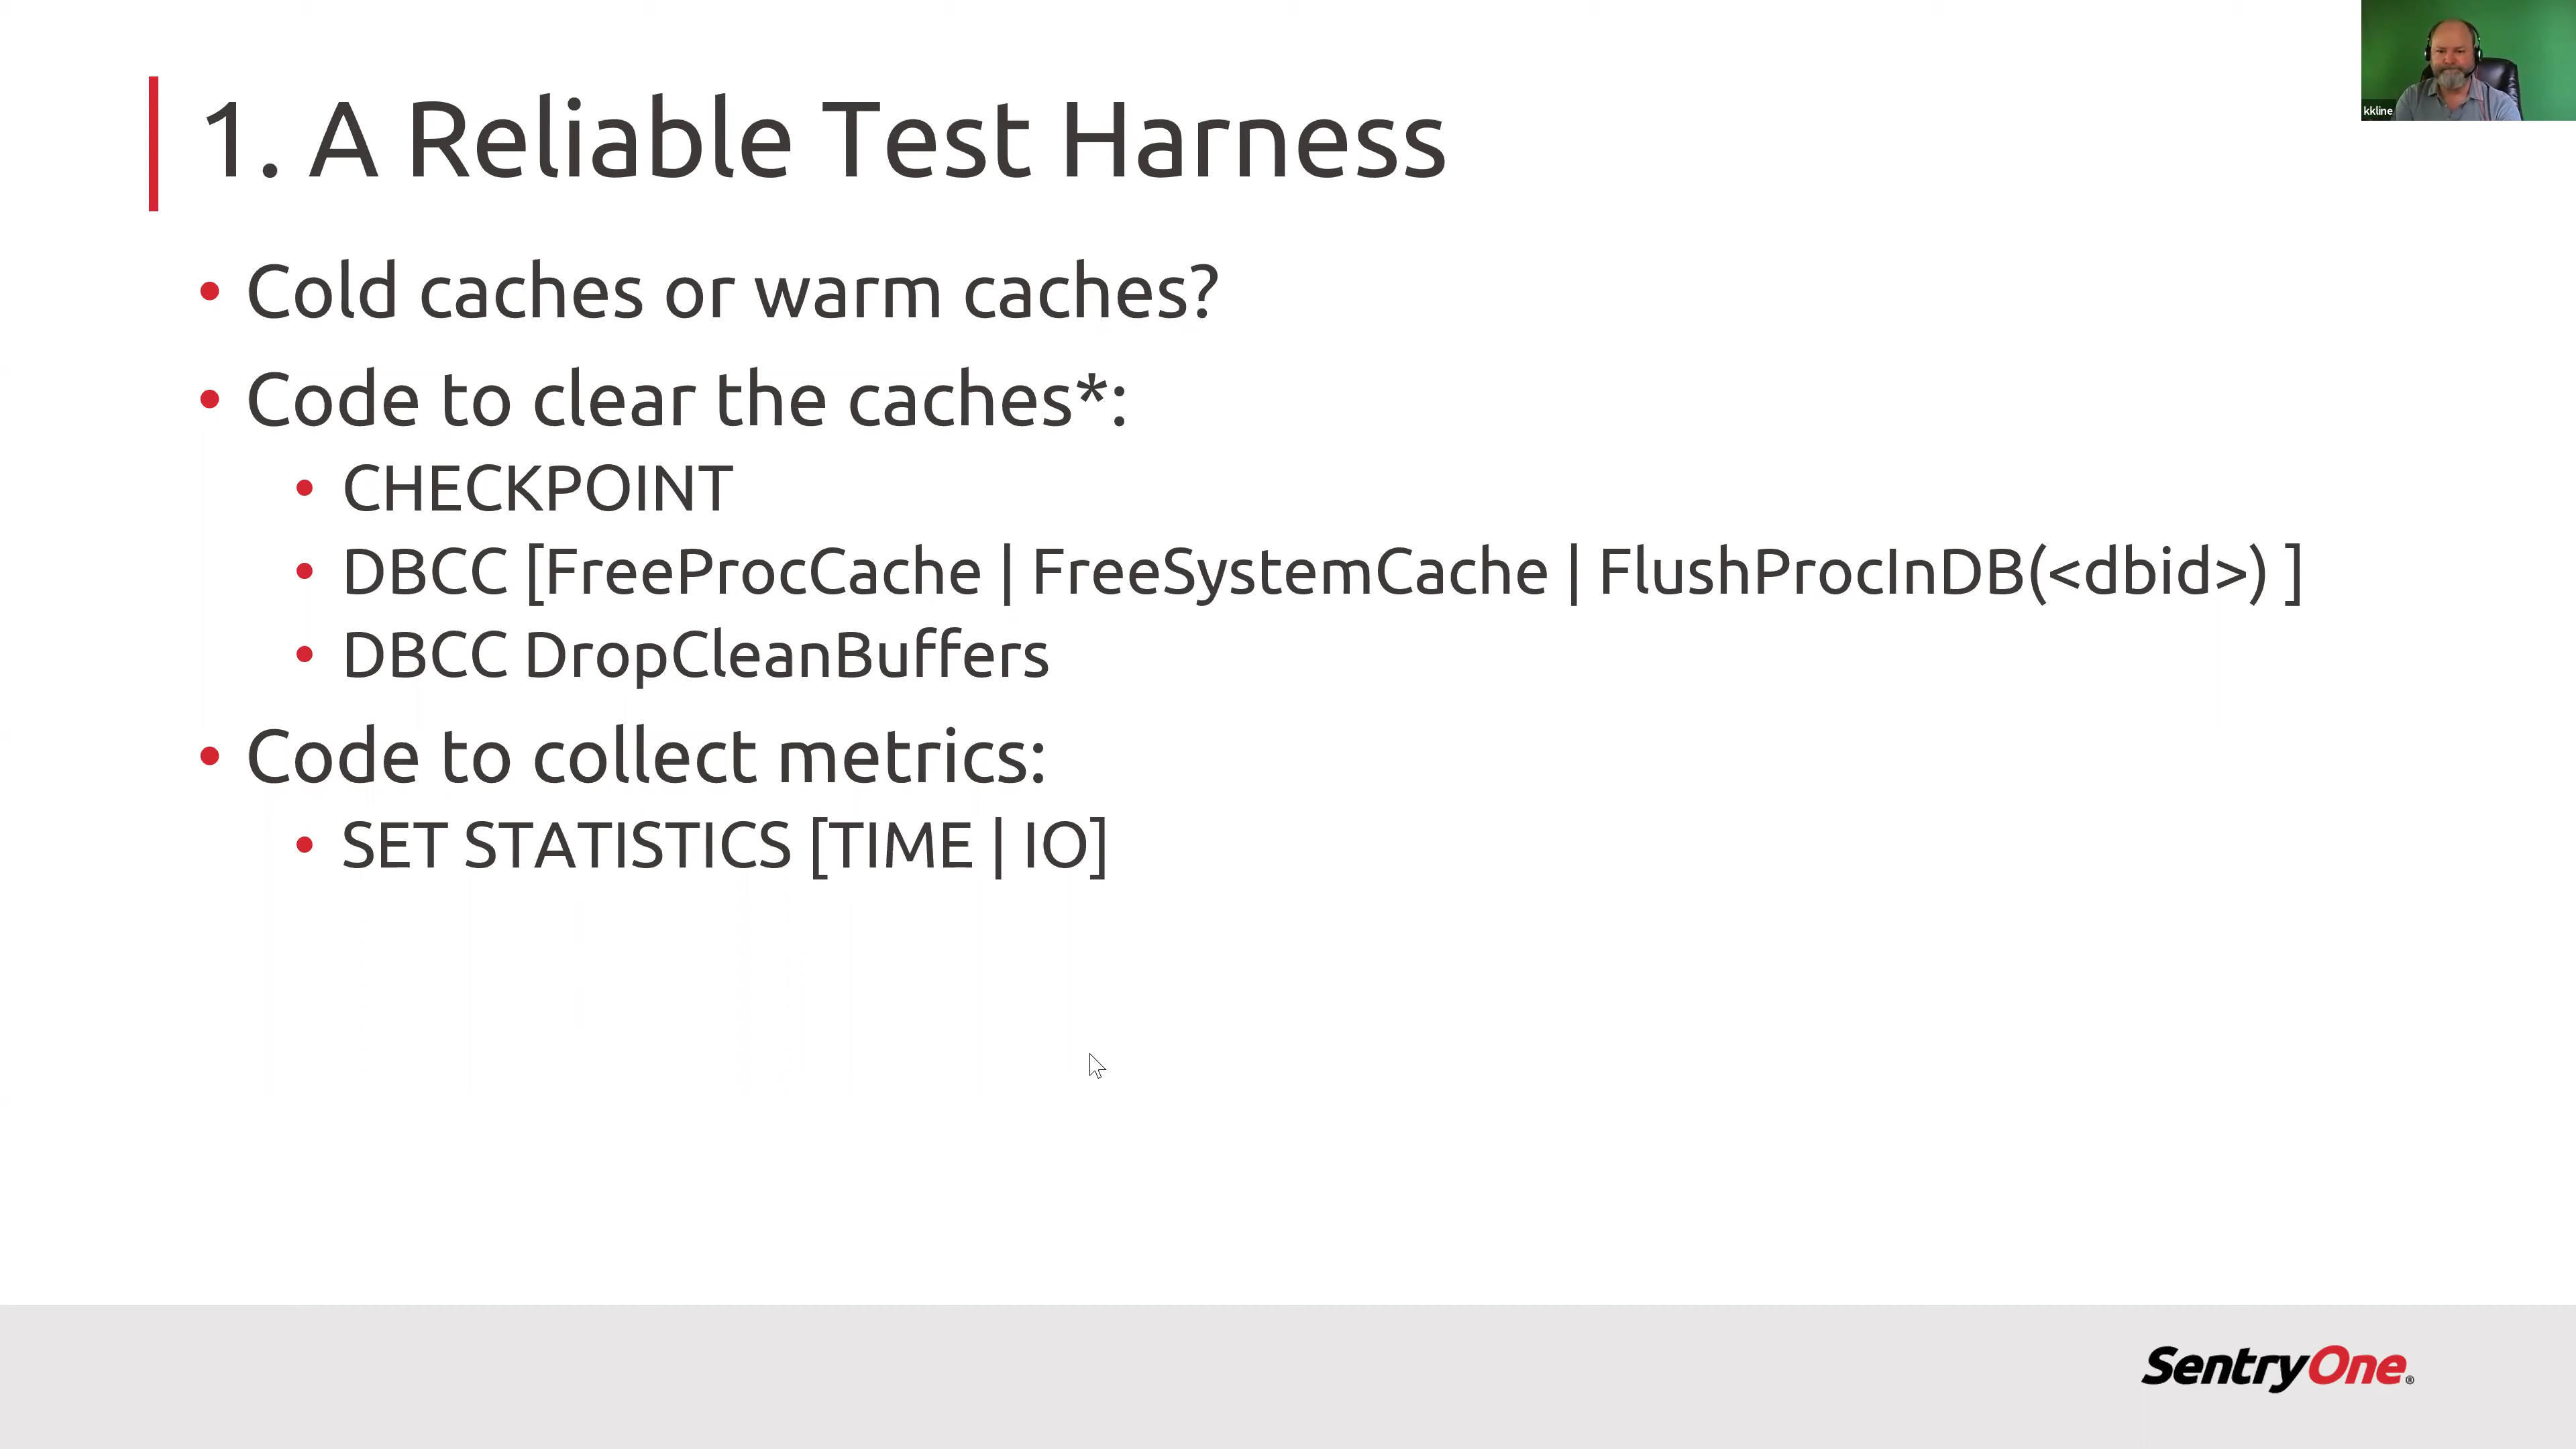 kkline
1. A Reliable Test Harness
• Cold caches or warm caches?
• Code to clear the caches*:
• CHECKPOINT
• DBCC [FreeProcCache | FreeSystemCache | FlushProcInDB(<dbid>) ]
• DBCC DropCleanBuffers
• Code to collect metrics:
• SET STATISTICS [TIME | IO]
SentryOne®